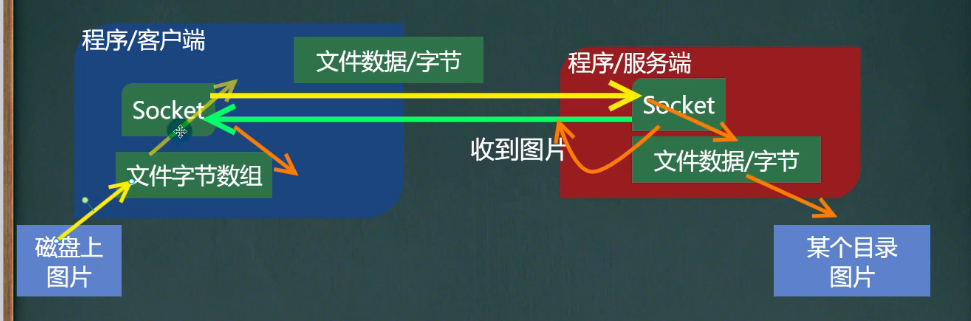 程序/客户端
文件数据/字节
程序/服务端
Socket
Socket
收到图片
文件字节数组
文件数据/字节
磁盘上
图片
某个目录
图片